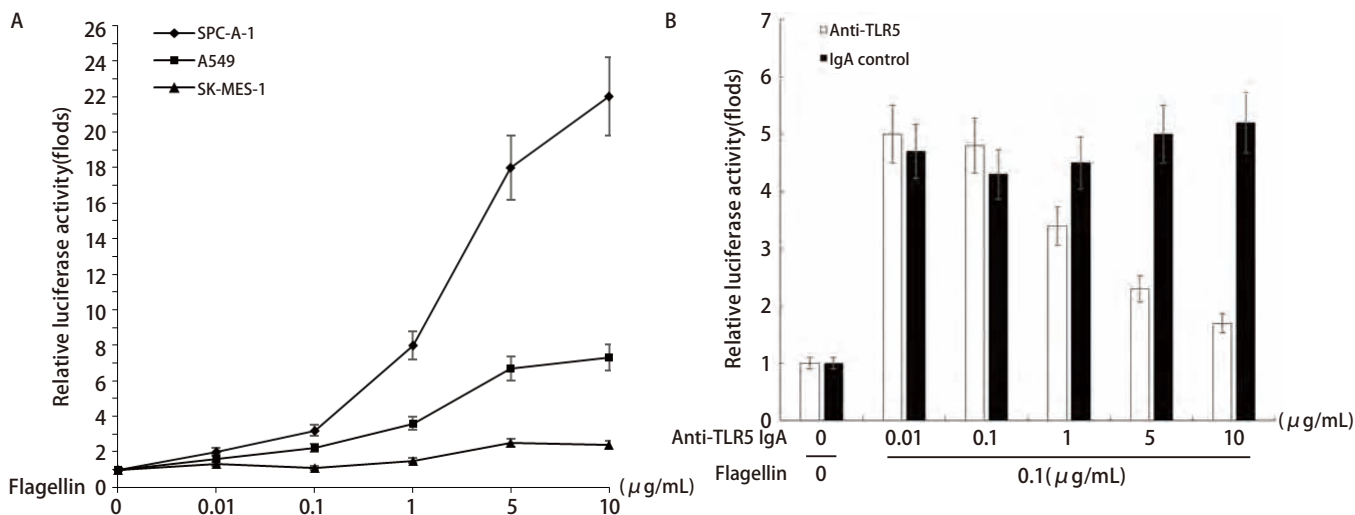 A
Relative luciferase activity(flods)
26
24
22
20
18
16
14
12
10
8
6
4
2
0
SPC-A-1
A549
SK-MES-1
Flagellin
0 0.01 0.1 1 5 10
(μg/mL)
B
Relative luciferase activity(flods)
7
6
5
4
3
2
1
0
Anti-TLR5
IgA control
(μg/mL)
Anti-TLR5 IgA 0 0.01 0.1 1 5 10
Flagellin 0 0.1(μg/mL)